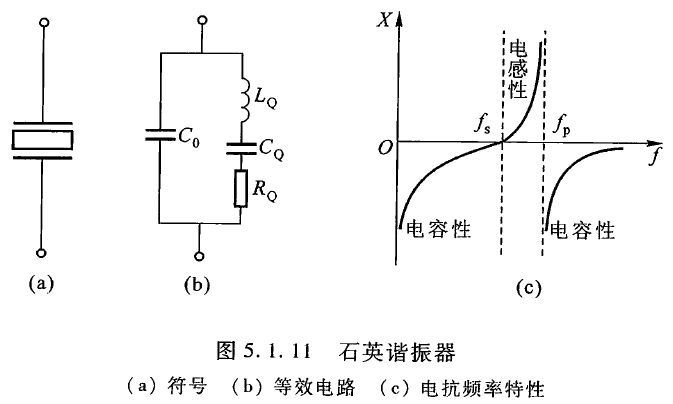 C₀
L_Q
C_Q
R_Q
(a)
(b)
X
电感性
f_s
f_p
O
f
电容性
电容性
(c)
图 5.1.11 石英谐振器
(a) 符号 (b) 等效电路 (c) 电抗频率特性